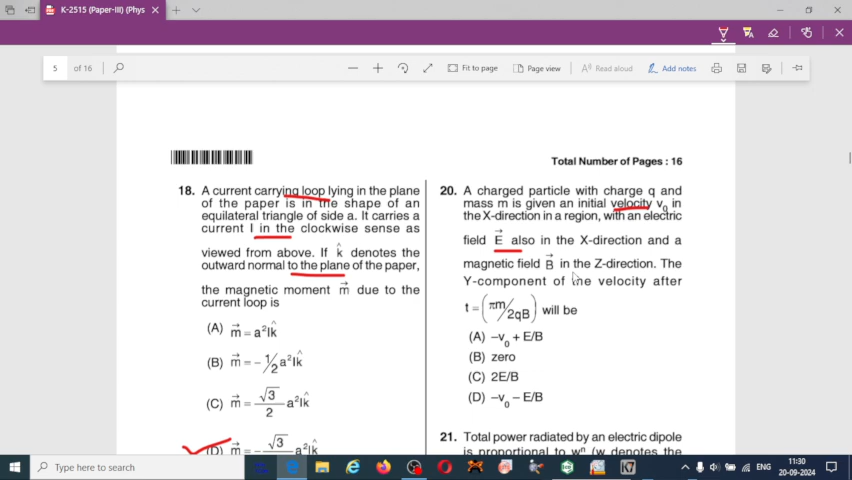 K-2515 (Paper-III) (Phys
5 of 16
Fit to page
Page view
Read aloud
Add notes
Total Number of Pages : 16
18. A current carrying loop lying in the plane
of the paper is in the shape of an
equilateral triangle of side a. It carries a
current I in the clockwise sense as
viewed from above. If k̂ denotes the
outward normal to the plane of the paper,
the magnetic moment m⃗ due to the
current loop is
(A) m⃗ = a²Ik̂
(B) m⃗ = – 1/2 a²Ik̂
(C) m⃗ = √3/2 a²Ik̂
(D) m⃗ = – √3/ a²Ik̂
20. A charged particle with charge q and
mass m is given an initial velocity v₀ in
the X-direction in a region, with an electric
field E⃗ also in the X-direction and a
magnetic field B⃗ in the Z-direction. The
Y-component of the velocity after
t = (πm/2qB) will be
(A) –v₀ + E/B
(B) zero
(C) 2E/B
(D) –v₀ – E/B
21. Total power radiated by an electric dipole
is proportional to wⁿ (w denotes the
Type here to search
ENG
11:30
20-09-2024